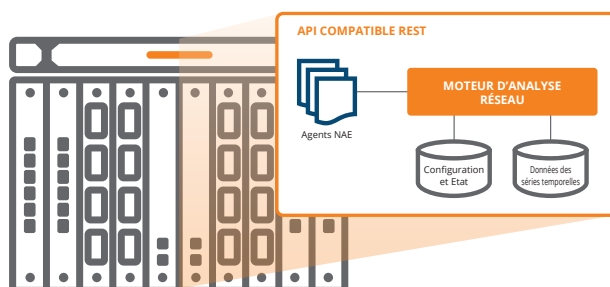 API COMPATIBLE REST
MOTEUR D'ANALYSE
RÉSEAU
Agents NAE
Configuration
et Etat
Données des
séries temporelles